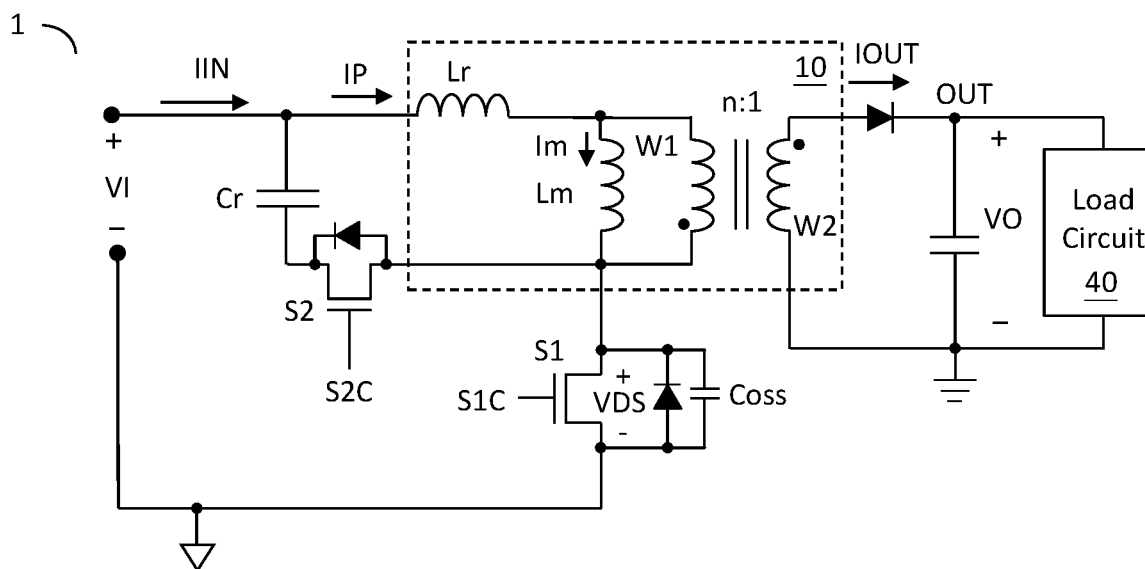 1
IIN
IP
Lr
10
IOUT
n:1
OUT
+
VI
−
Cr
Im
Lm
W1
W2
+
VO
−
Load
Circuit
40
S2
S2C
S1
S1C
+
VDS
-
Coss